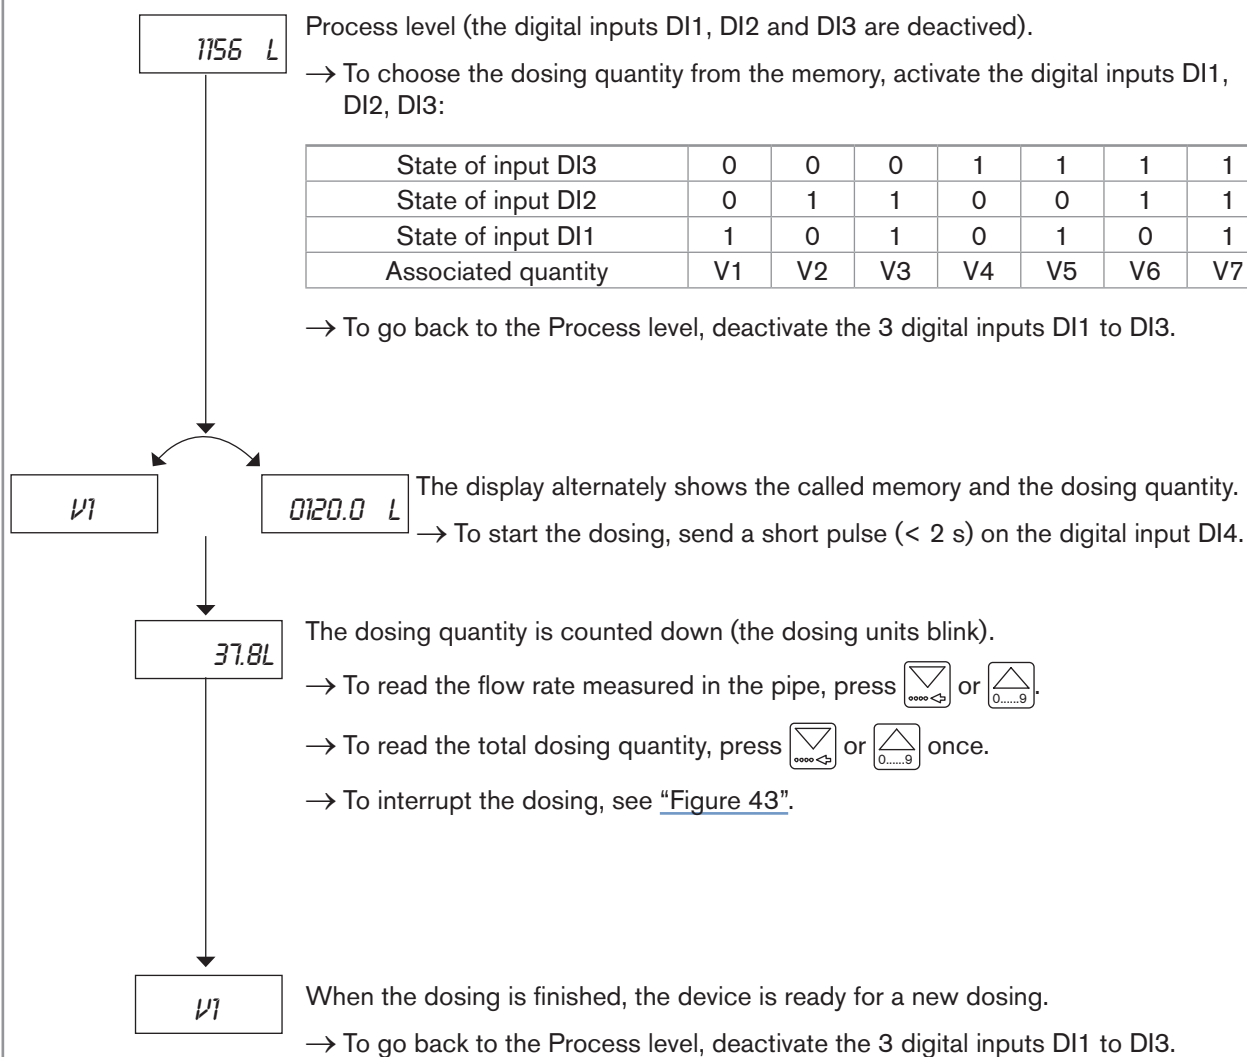 1156 L
Process level (the digital inputs DI1, DI2 and DI3 are deactived).
→ To choose the dosing quantity from the memory, activate the digital inputs DI1,
DI2, DI3:
State of input DI3 0 0 0 1 1 1 1
State of input DI2 0 1 1 0 0 1 1
State of input DI1 1 0 1 0 1 0 1
Associated quantity V1 V2 V3 V4 V5 V6 V7
→ To go back to the Process level, deactivate the 3 digital inputs DI1 to DI3.
V1
0120.0 L
The display alternately shows the called memory and the dosing quantity.
→ To start the dosing, send a short pulse (< 2 s) on the digital input DI4.
37.8L
The dosing quantity is counted down (the dosing units blink).
→ To read the flow rate measured in the pipe, press or 0......9.
→ To read the total dosing quantity, press or 0......9 once.
→ To interrupt the dosing, see “Figure 43”.
V1
When the dosing is finished, the device is ready for a new dosing.
→ To go back to the Process level, deactivate the 3 digital inputs DI1 to DI3.